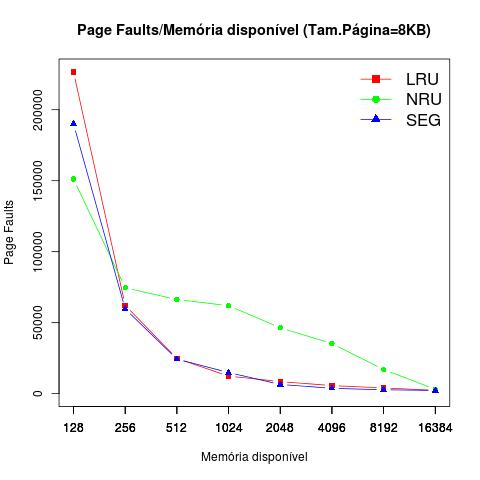 Page Faults/Memória disponível (Tam.Página=8KB)
LRU
NRU
SEG
Page Faults
200000
150000
100000
50000
0
128 256 512 1024 2048 4096 8192 16384
Memória disponível